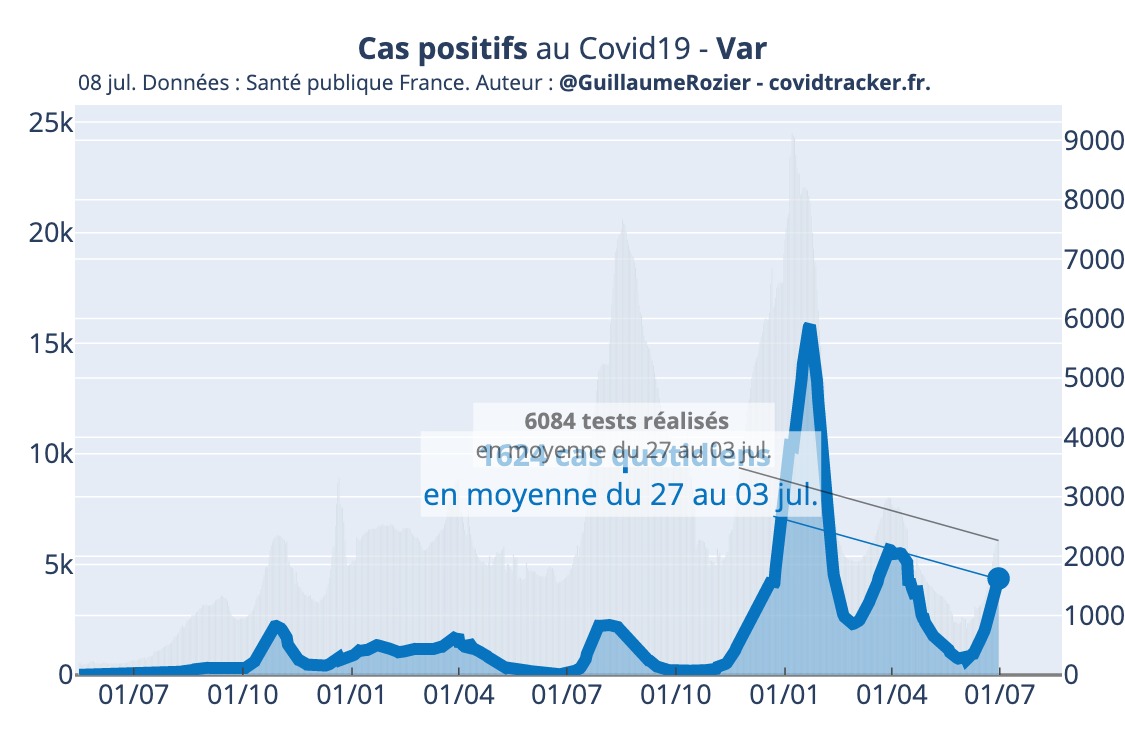 Cas positifs au Covid19 - Var
08 jul. Données : Santé publique France. Auteur : @GuillaumeRozier - covidtracker.fr.
25k
20k
15k
10k
5k
0
9000
8000
7000
6000
5000
4000
3000
2000
1000
0
6084 tests réalisés
en moyenne du 27 au 03 jul.
1624 cas quotidiens
en moyenne du 27 au 03 jul.
01/07
01/10
01/01
01/04
01/07
01/10
01/01
01/04
01/07